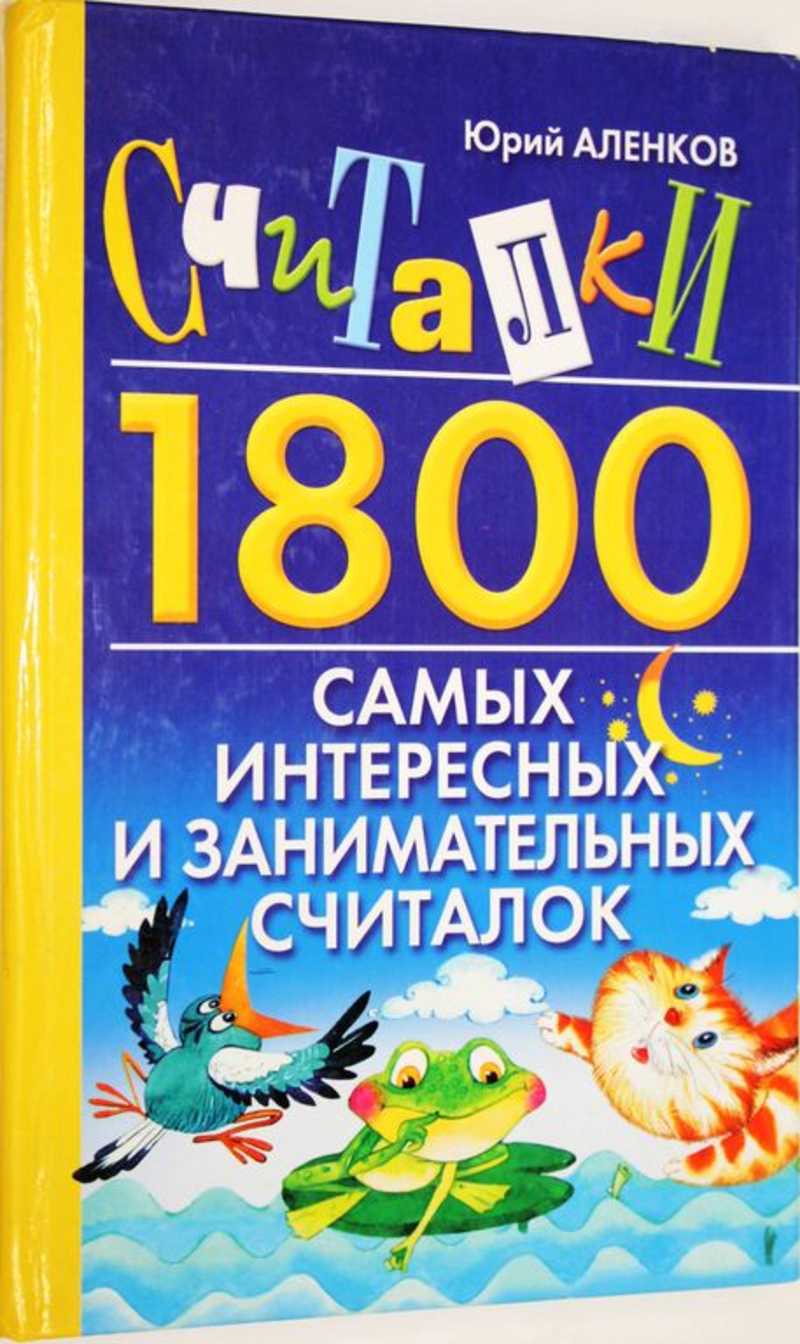 Юрий АЛЕНКОВ
СчиТалкИ
1800
САМЫХ
ИНТЕРЕСНЫХ
И ЗАНИМАТЕЛЬНЫХ
СЧИТАЛОК